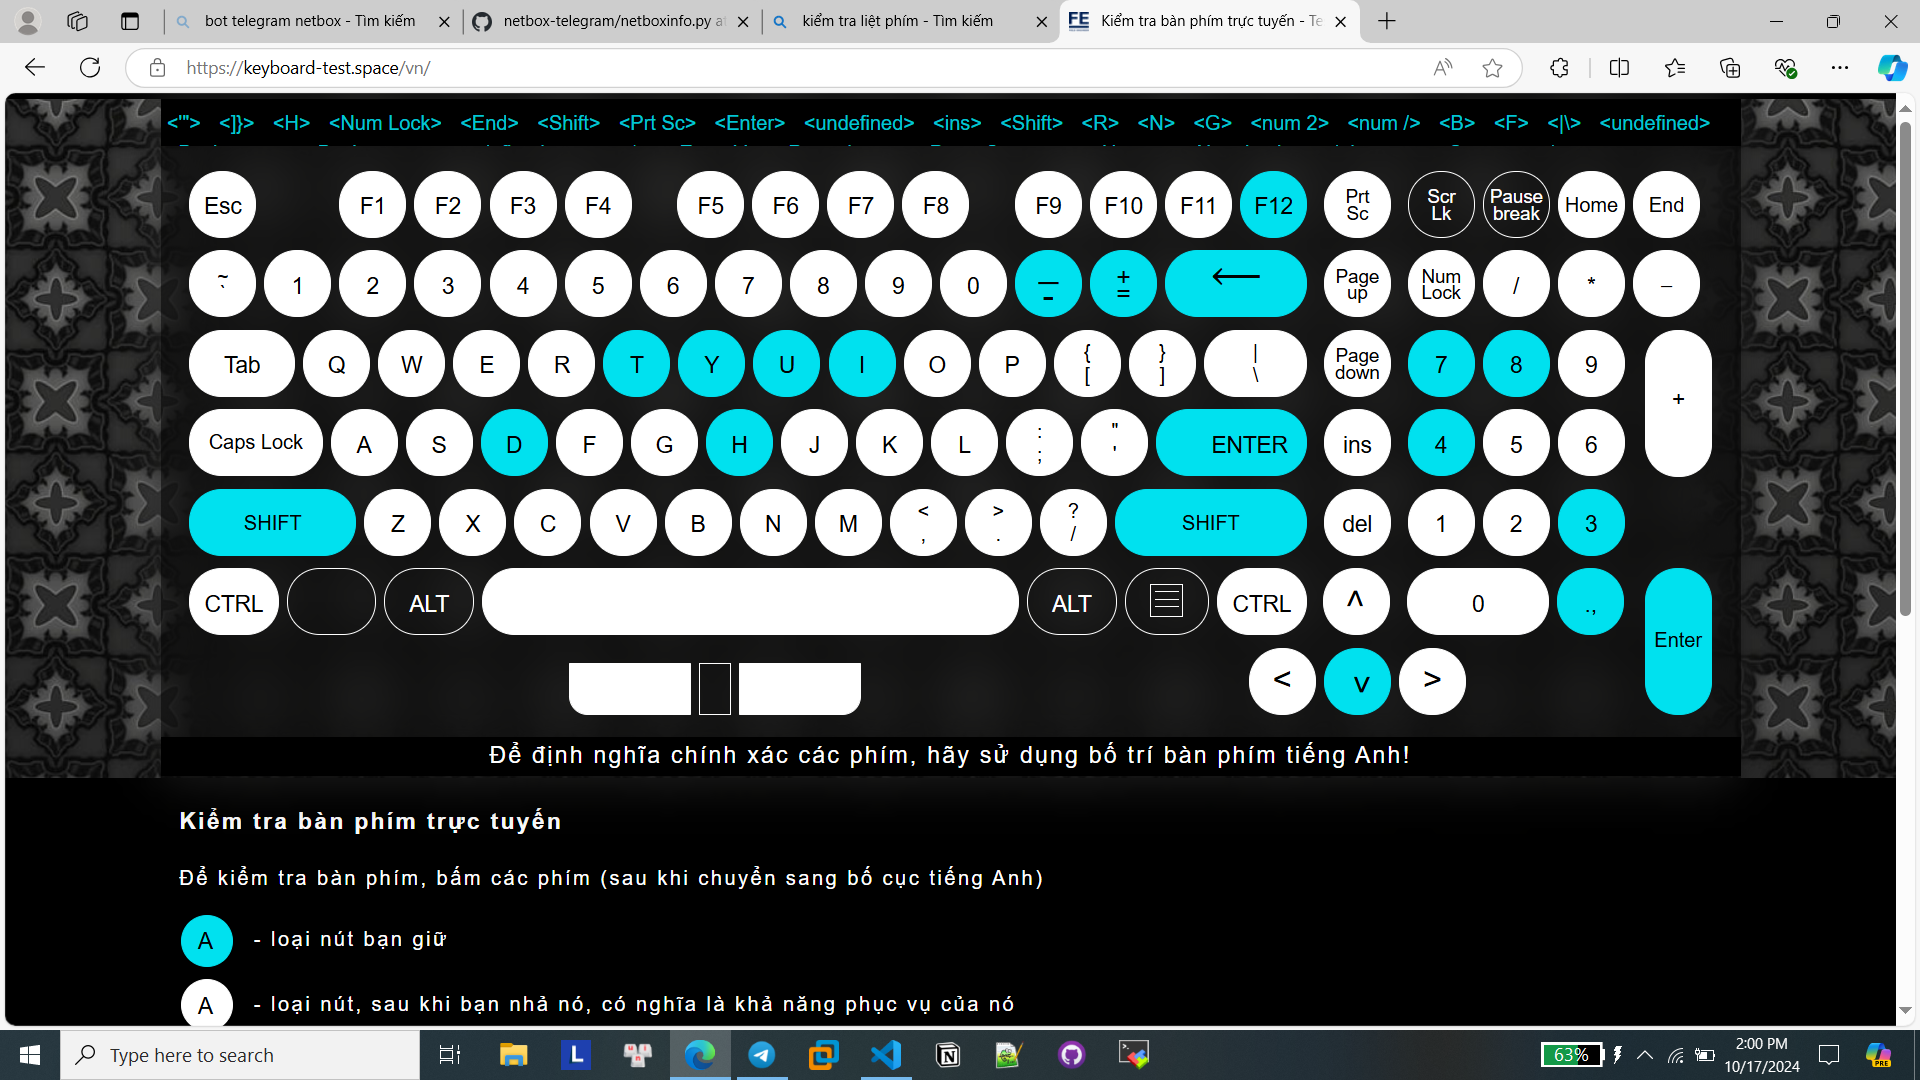 bot telegram netbox - Tìm kiếm
netbox-telegram/netboxinfo.py at
kiểm tra liệt phím - Tìm kiếm
Kiểm tra bàn phím trực tuyến - Te
https://keyboard-test.space/vn/
<'"> <]}> <H> <Num Lock> <End> <Shift> <Prt Sc> <Enter> <undefined> <ins> <Shift> <R> <N> <G> <num 2> <num /> <B> <F> <|\> <undefined>
Esc F1 F2 F3 F4 F5 F6 F7 F8 F9 F10 F11 F12 Prt Sc Scr Lk Pause break Home End
~ ` 1 2 3 4 5 6 7 8 9 0 — - + = ⟵ Page up Num Lock / * –
Tab Q W E R T Y U I O P { [ } ] | \ Page down 7 8 9 +
Caps Lock A S D F G H J K L : ; " ' ENTER ins 4 5 6
SHIFT Z X C V B N M < , > . ? / SHIFT del 1 2 3
CTRL ALT ALT CTRL ^ 0 ., Enter
< v >
Để định nghĩa chính xác các phím, hãy sử dụng bố trí bàn phím tiếng Anh!
Kiểm tra bàn phím trực tuyến
Để kiểm tra bàn phím, bấm các phím (sau khi chuyển sang bố cục tiếng Anh)
A - loại nút bạn giữ
A - loại nút, sau khi bạn nhả nó, có nghĩa là khả năng phục vụ của nó
Type here to search
63%
2:00 PM
10/17/2024